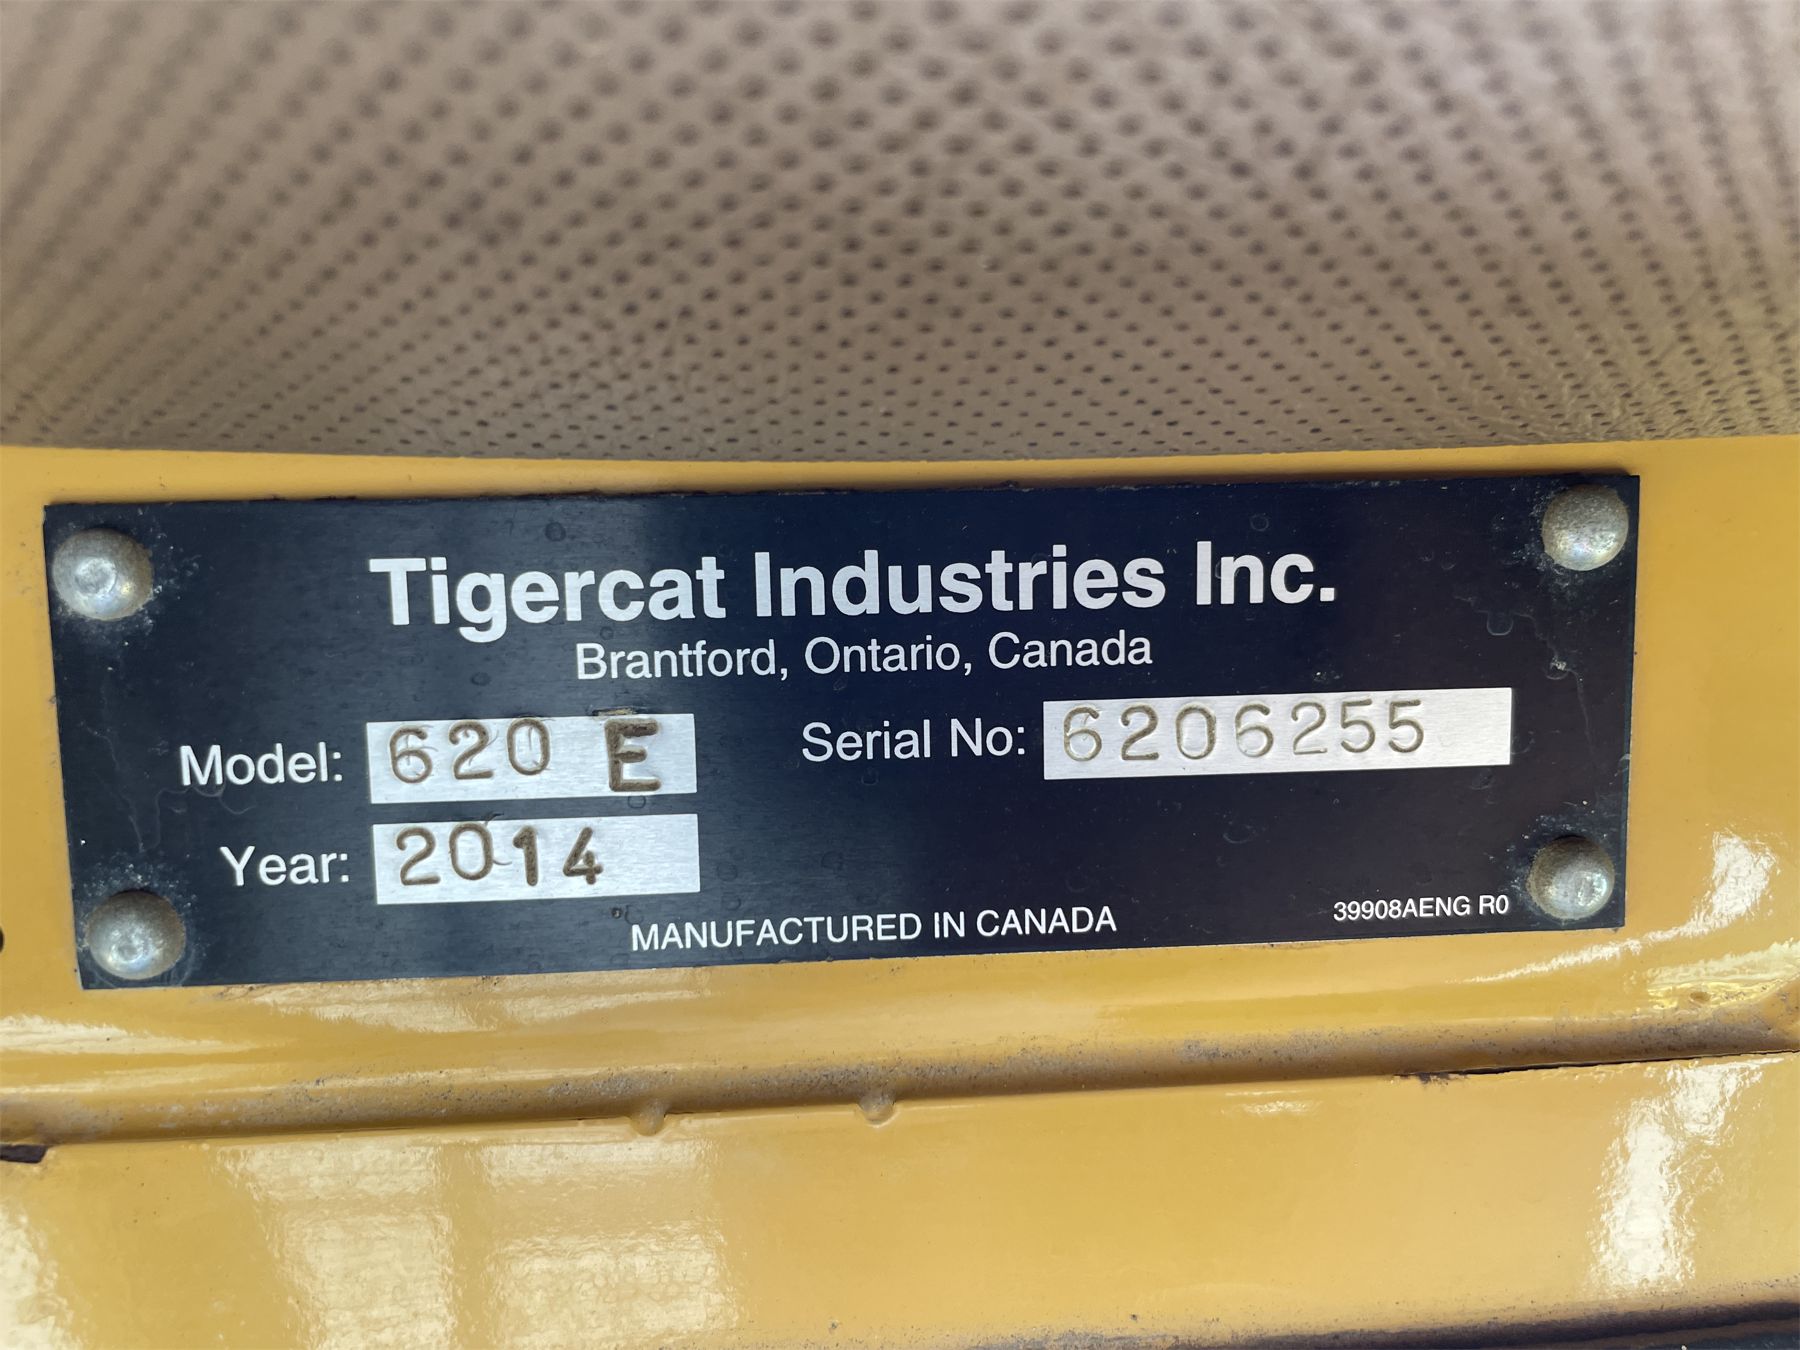 Tigercat Industries Inc.
Brantford, Ontario, Canada
Model: 620 E Serial No: 6206255
Year: 2014
MANUFACTURED IN CANADA 39908AENG R0